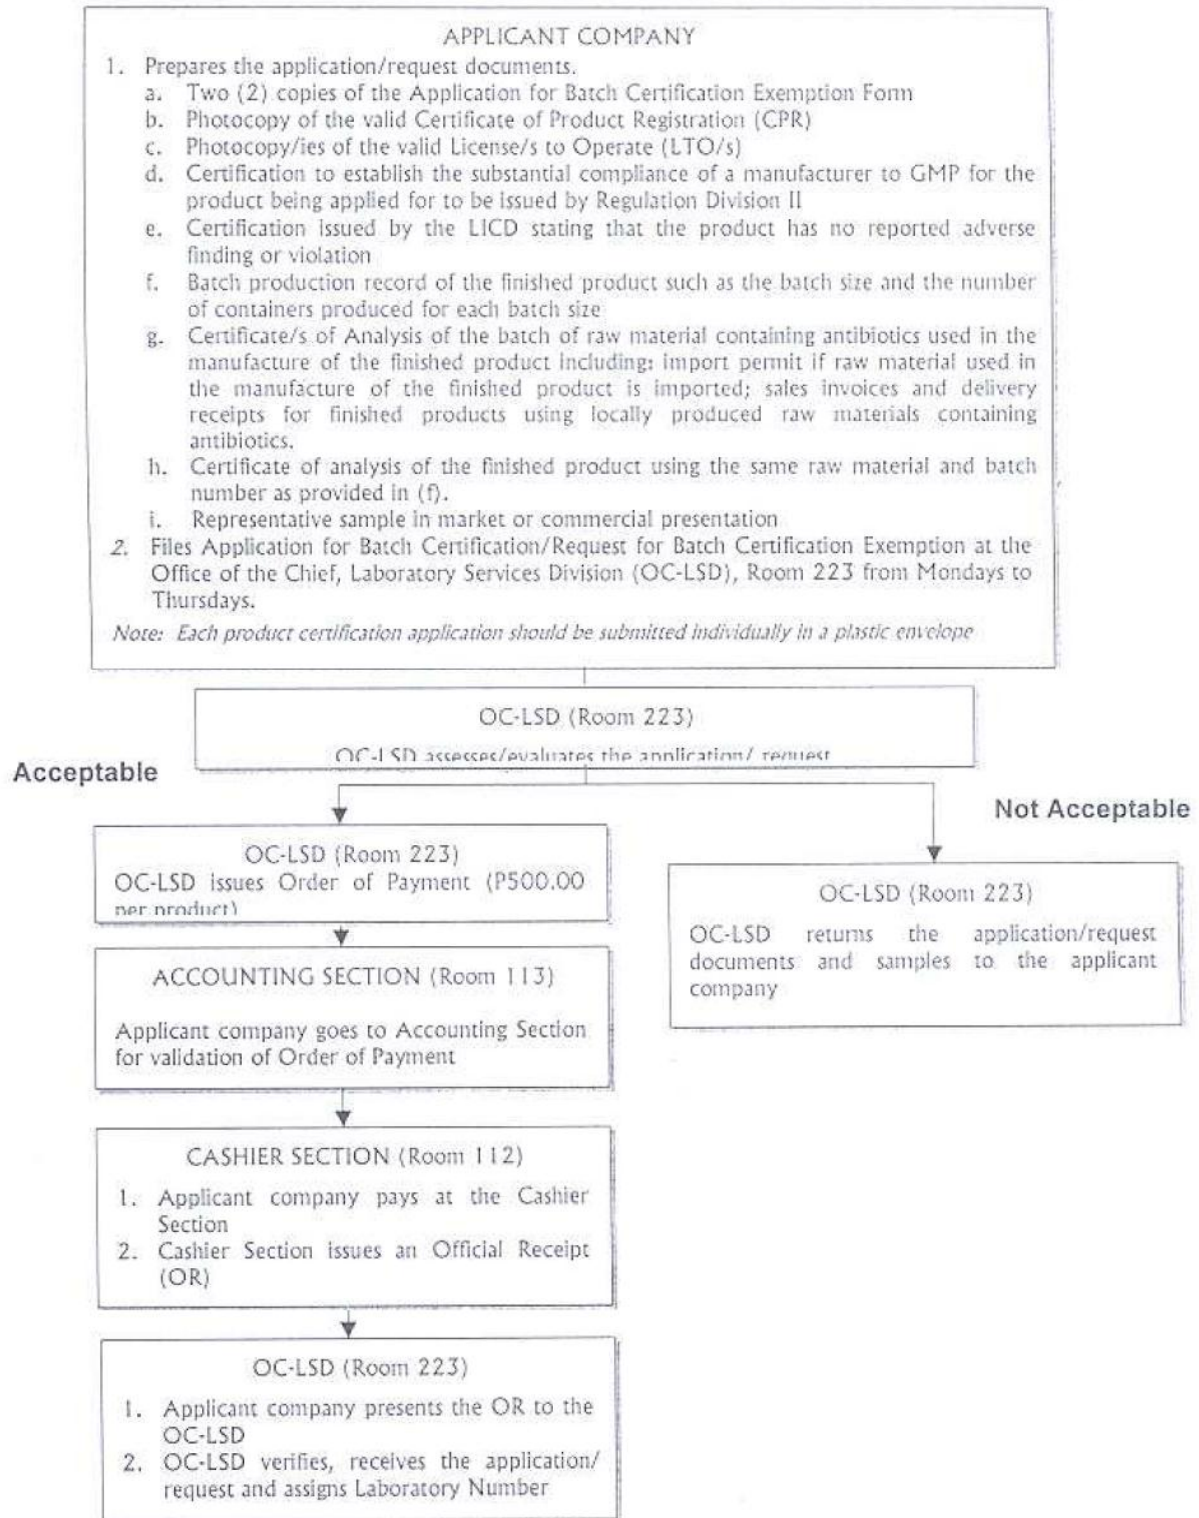 APPLICANT COMPANY
1. Prepares the application/request documents.
a. Two (2) copies of the Application for Batch Certification Exemption Form
b. Photocopy of the valid Certificate of Product Registration (CPR)
c. Photocopy/ies of the valid License/s to Operate (LTO/s)
d. Certification to establish the substantial compliance of a manufacturer to GMP for the
product being applied for to be issued by Regulation Division II
e. Certification issued by the LICD stating that the product has no reported adverse
finding or violation
f. Batch production record of the finished product such as the batch size and the number
of containers produced for each batch size
g. Certificate/s of Analysis of the batch of raw material containing antibiotics used in the
manufacture of the finished product including: import permit if raw material used in
the manufacture of the finished product is imported; sales invoices and delivery
receipts for finished products using locally produced raw materials containing
antibiotics.
h. Certificate of analysis of the finished product using the same raw material and batch
number as provided in (f).
i. Representative sample in market or commercial presentation
2. Files Application for Batch Certification/Request for Batch Certification Exemption at the
Office of the Chief, Laboratory Services Division (OC-LSD), Room 223 from Mondays to
Thursdays.
Note: Each product certification application should be submitted individually in a plastic envelope
OC-LSD (Room 223)
OC-LSD assesses/evaluates the application/ request
Acceptable
Not Acceptable
OC-LSD (Room 223)
OC-LSD issues Order of Payment (P500.00
per product)
OC-LSD (Room 223)
OC-LSD returns the application/request
documents and samples to the applicant
company
ACCOUNTING SECTION (Room 113)
Applicant company goes to Accounting Section
for validation of Order of Payment
CASHIER SECTION (Room 112)
1. Applicant company pays at the Cashier
Section
2. Cashier Section issues an Official Receipt
(OR)
OC-LSD (Room 223)
1. Applicant company presents the OR to the
OC-LSD
2. OC-LSD verifies, receives the application/
request and assigns Laboratory Number